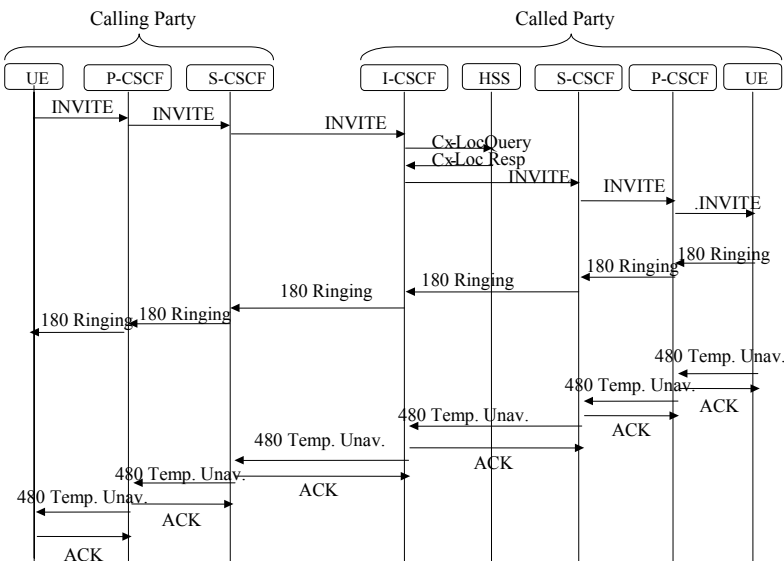 Calling Party
Called Party
UE
P-CSCF
S-CSCF
I-CSCF
HSS
S-CSCF
P-CSCF
UE
INVITE
INVITE
INVITE
Cx-LocQuery
Cx-Loc Resp
INVITE
INVITE
.INVITE
180 Ringing
180 Ringing
180 Ringing
180 Ringing
180 Ringing
180 Ringing
480 Temp. Unav.
480 Temp. Unav.
ACK
480 Temp. Unav.
ACK
480 Temp. Unav.
ACK
480 Temp. Unav.
ACK
480 Temp. Unav.
ACK
ACK